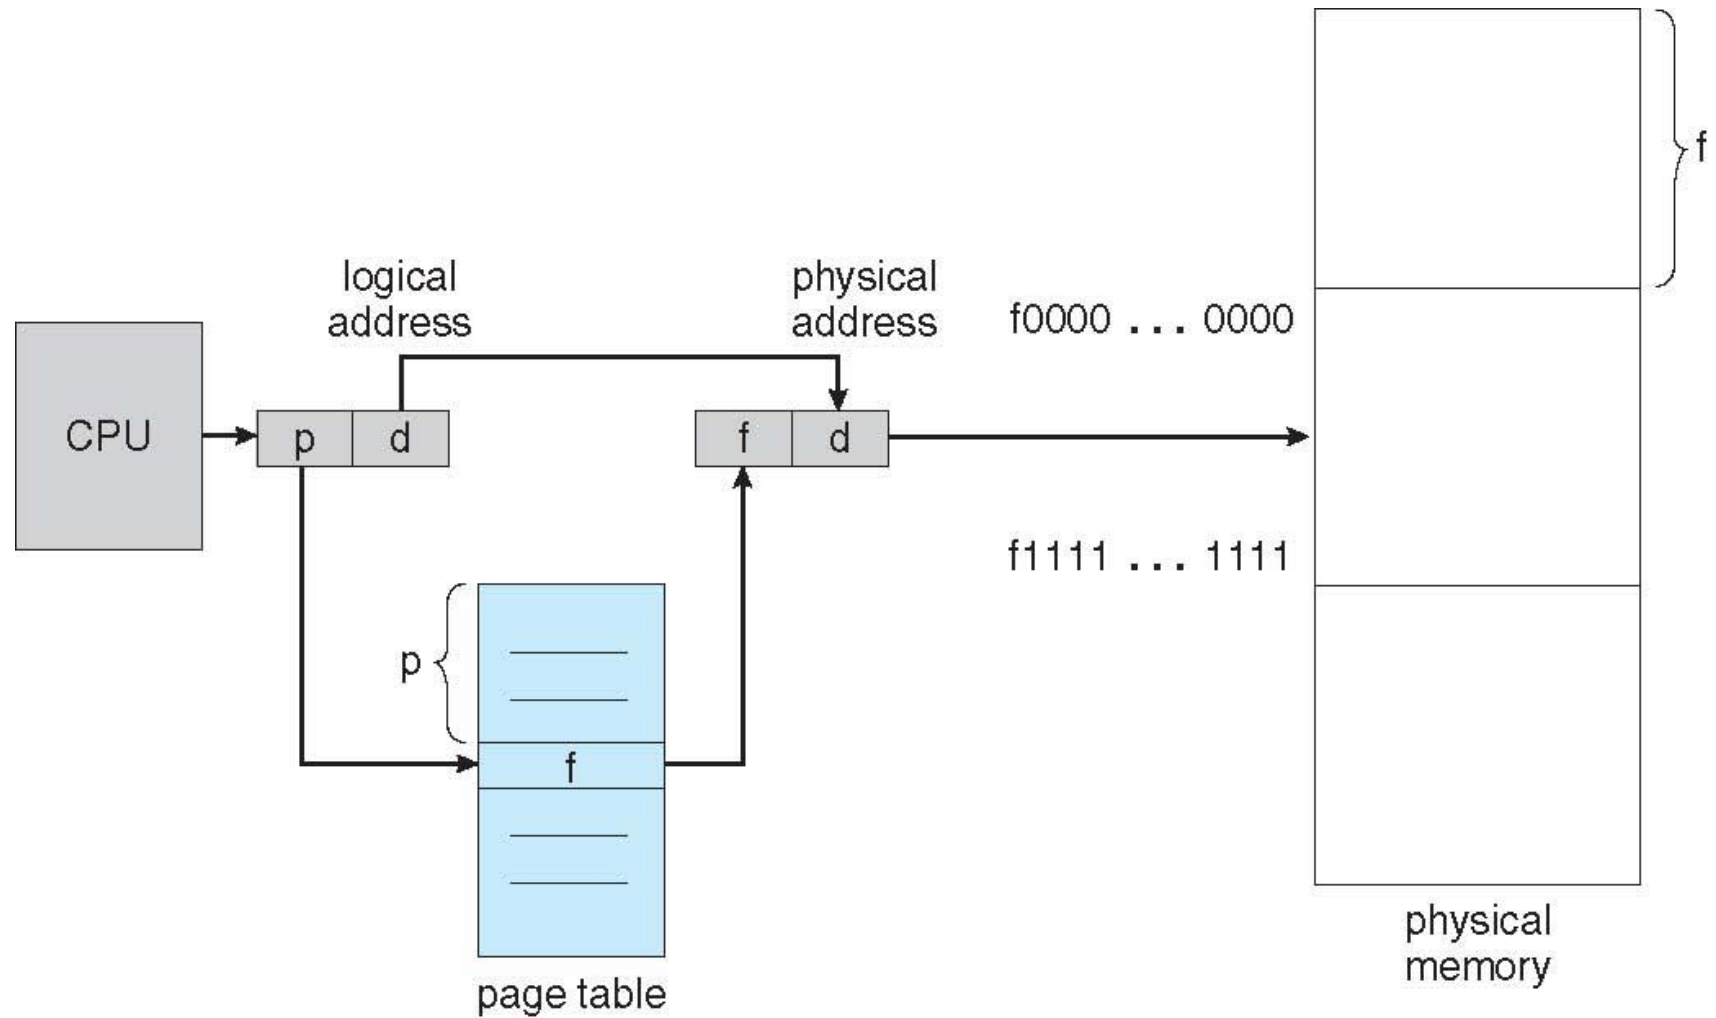 f
logical
address
physical
address
f0000 ... 0000
CPU
p d
f d
f1111 ... 1111
p
f
physical
memory
page table